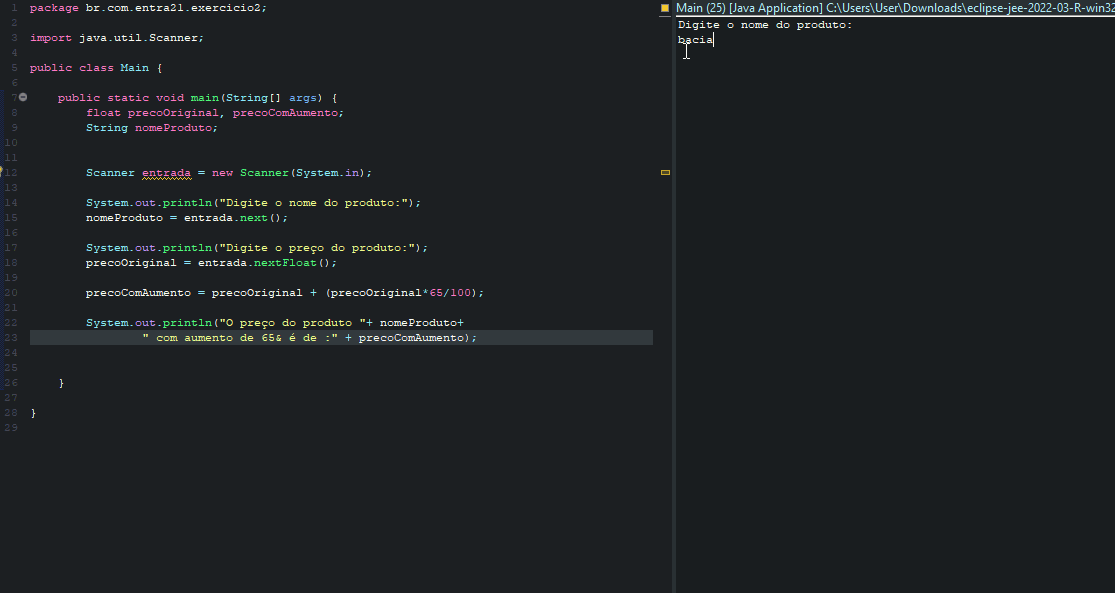 1 package br.com.entra21.exercicio2;
2
3 import java.util.Scanner;
4
5 public class Main {
6
7 public static void main(String[] args) {
8 float precoOriginal, precoComAumento;
9 String nomeProduto;
10
11
12 Scanner entrada = new Scanner(System.in);
13
14 System.out.println("Digite o nome do produto:");
15 nomeProduto = entrada.next();
16
17 System.out.println("Digite o preço do produto:");
18 precoOriginal = entrada.nextFloat();
19
20 precoComAumento = precoOriginal + (precoOriginal*65/100);
21
22 System.out.println("O preço do produto "+ nomeProduto+
23 " com aumento de 65& é de :" + precoComAumento);
24
25
26 }
27
28 }
29
Main (25) [Java Application] C:\Users\User\Downloads\eclipse-jee-2022-03-R-win32
Digite o nome do produto:
bacia